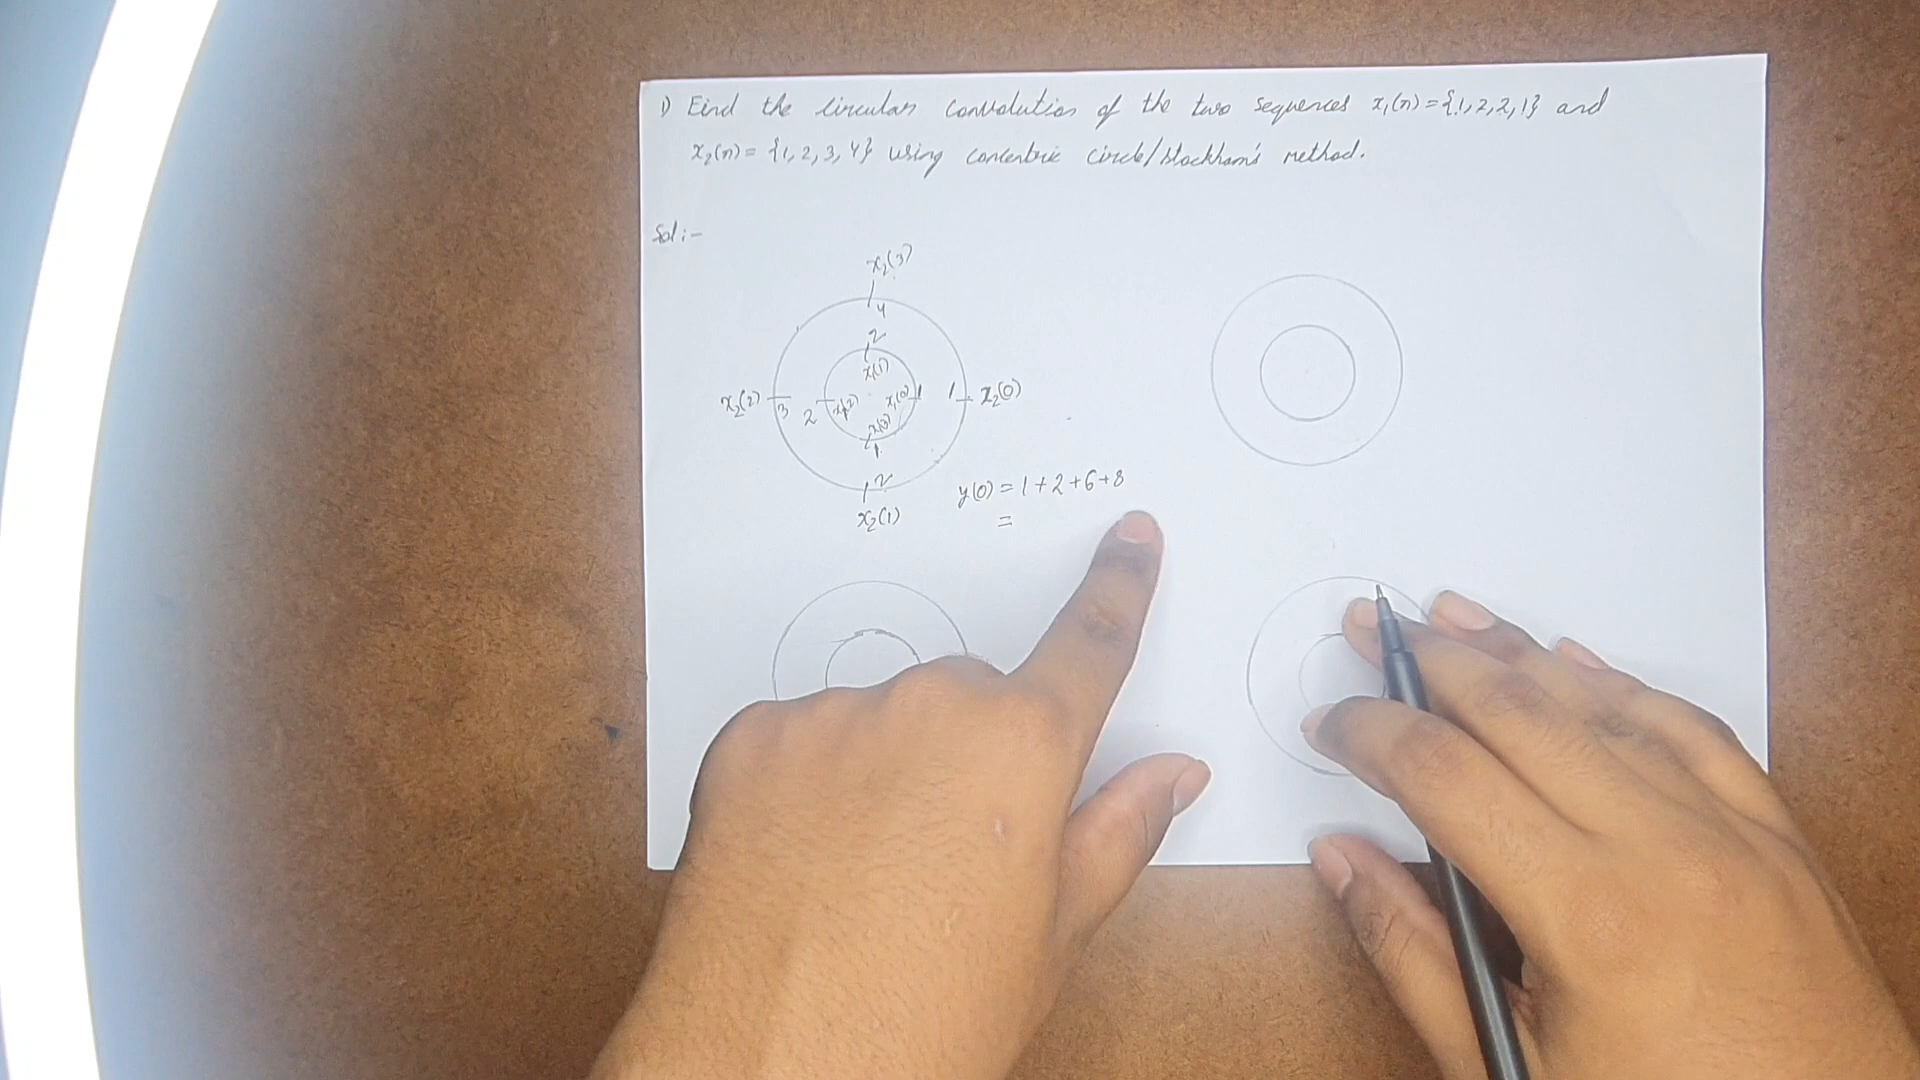 1) Find the circular convolution of the two sequences x₁(n)={1,2,2,1} and
x₂(n)= {1,2,3,4} using concentric circle/stockham's method.
Sol:-
x₂(3)
4
2
x₁(1)
x₂(2) 3 2 x₁(2) x₁(0) 1 1 x₂(0)
x₁(3)
1
2
x₂(1)
y(0) = 1+2+6+8
=